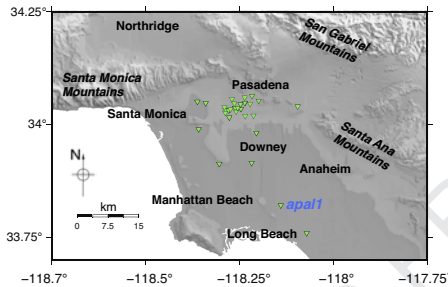 34.25°
Northridge
San Gabriel
Mountains
Santa Monica
Mountains
Pasadena
Santa Monica
34°
Santa Ana
Mountains
Downey
N
Anaheim
km
Manhattan Beach
apal1
0 7.5 15
Long Beach
33.75°
−118.7° −118.5° −118.25° −118° −117.75°